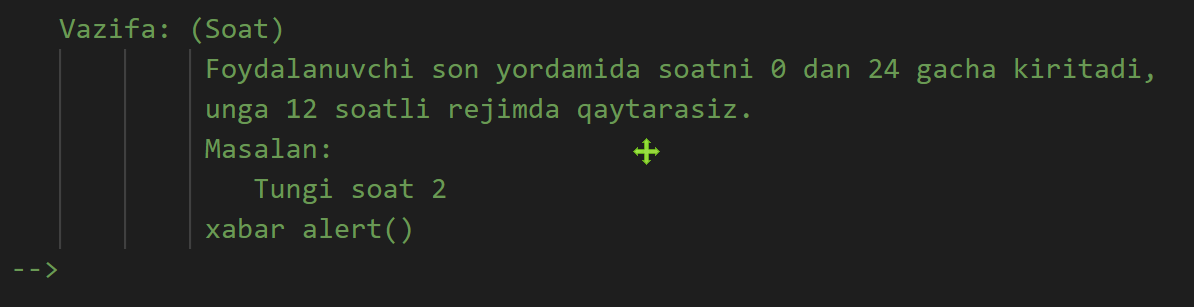 Vazifa: (Soat)
Foydalanuvchi son yordamida soatni 0 dan 24 gacha kiritadi,
unga 12 soatli rejimda qaytarasiz.
Masalan:
Tungi soat 2
xabar alert()
-->